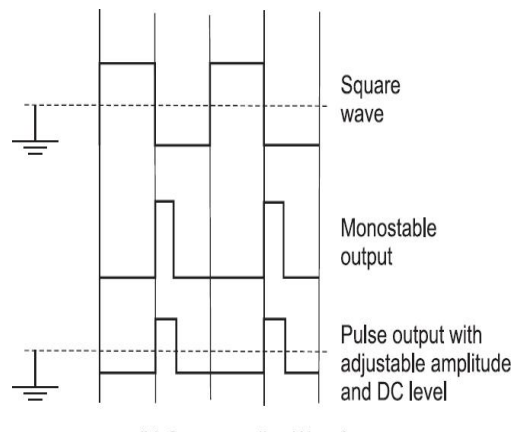 Square
wave
Monostable
output
Pulse output with
adjustable amplitude
and DC level